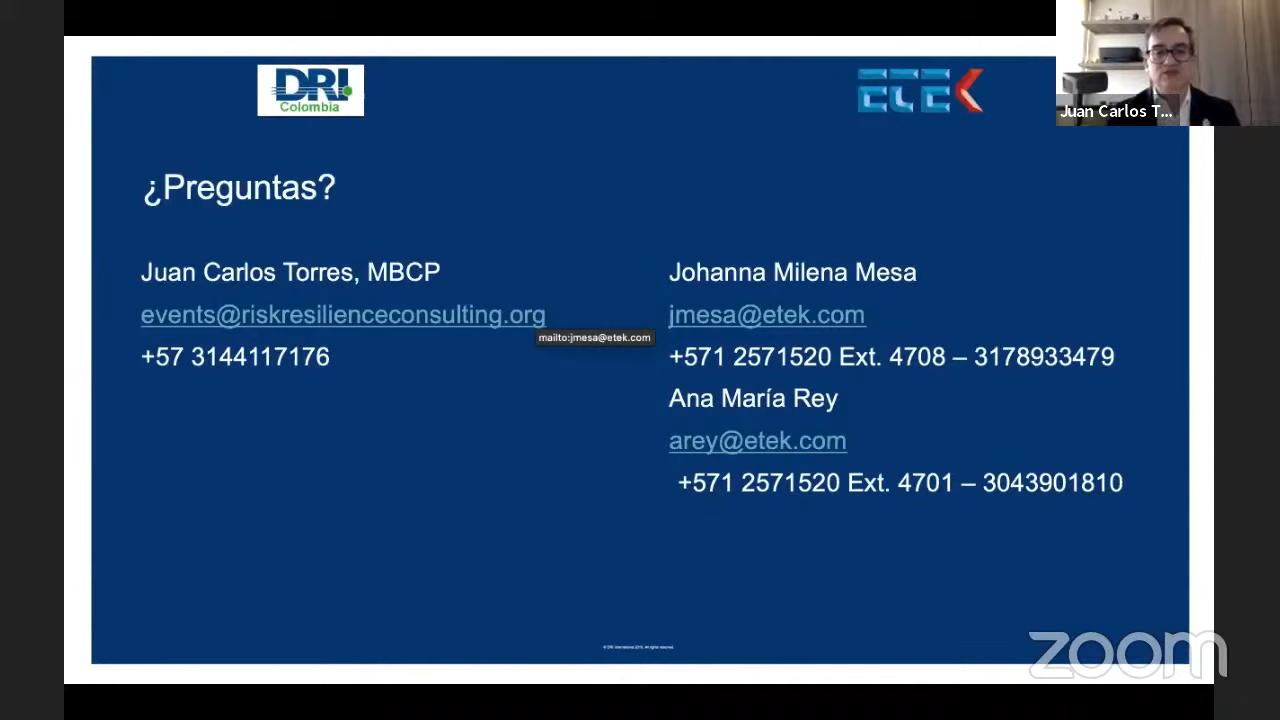 DRI
Colombia
ETEK
Juan Carlos T...
¿Preguntas?
Juan Carlos Torres, MBCP
events@riskresilienceconsulting.org
+57 3144117176
mailto:jmesa@etek.com
Johanna Milena Mesa
jmesa@etek.com
+571 2571520 Ext. 4708 – 3178933479
Ana María Rey
arey@etek.com
+571 2571520 Ext. 4701 – 3043901810
zoom